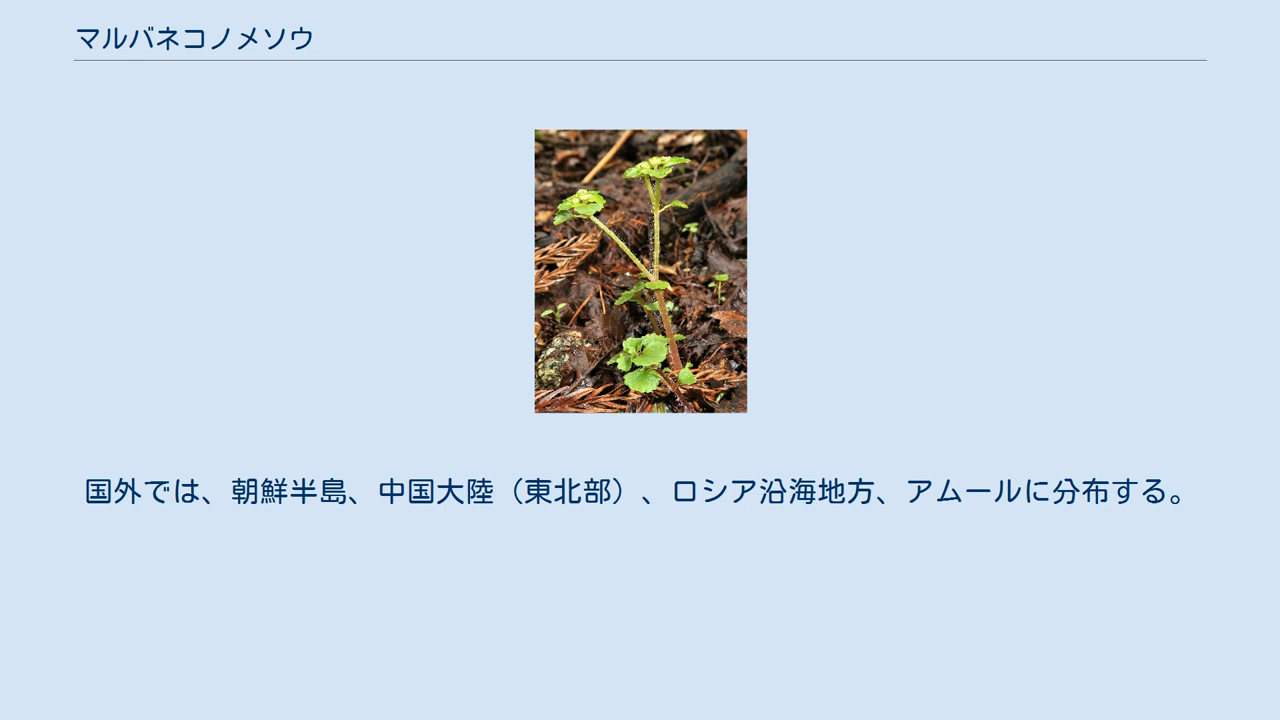 マルバネコノメソウ
国外では、朝鮮半島、中国大陸（東北部）、ロシア沿海地方、アムールに分布する。